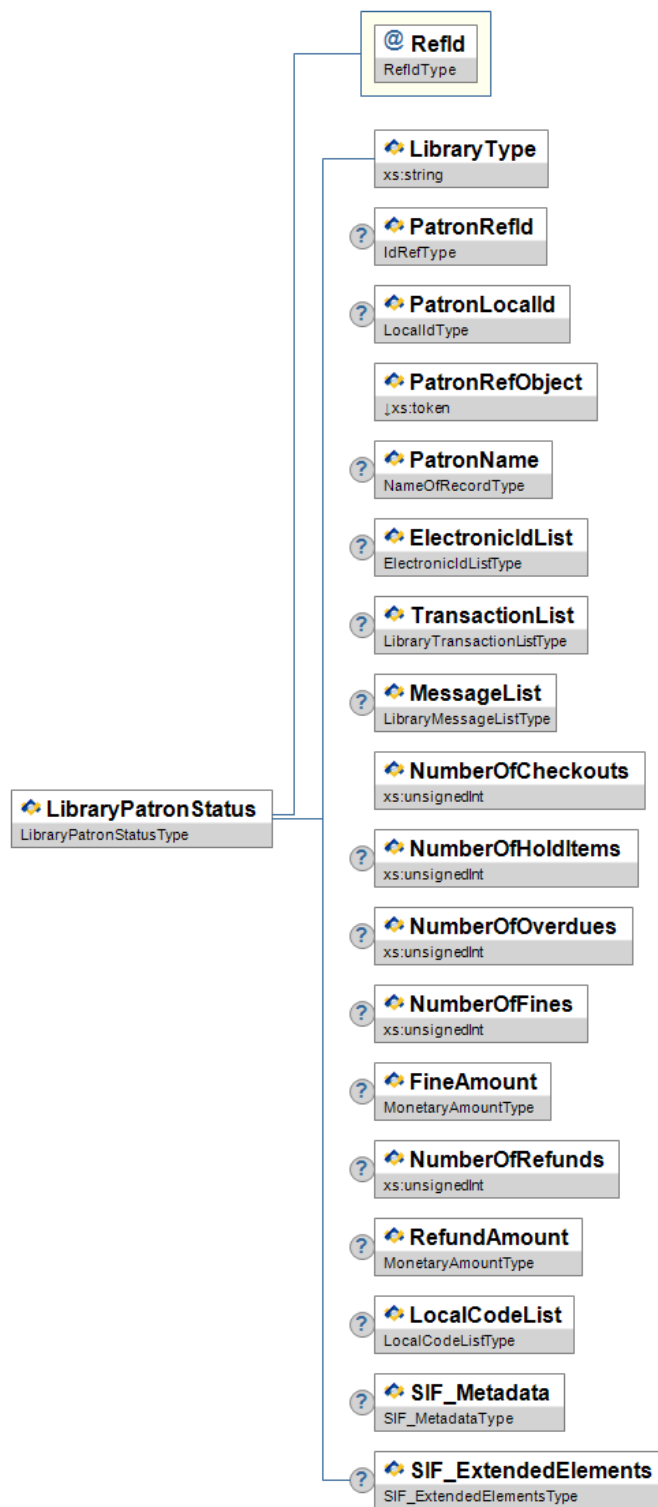 @ RefId
RefIdType
LibraryType
xs:string
? PatronRefId
IdRefType
? PatronLocalId
LocalIdType
PatronRefObject
↓xs:token
? PatronName
NameOfRecordType
? ElectronicIdList
ElectronicIdListType
? TransactionList
LibraryTransactionListType
? MessageList
LibraryMessageListType
NumberOfCheckouts
xs:unsignedInt
LibraryPatronStatus
LibraryPatronStatusType
? NumberOfHoldItems
xs:unsignedInt
? NumberOfOverdues
xs:unsignedInt
? NumberOfFines
xs:unsignedInt
? FineAmount
MonetaryAmountType
? NumberOfRefunds
xs:unsignedInt
? RefundAmount
MonetaryAmountType
? LocalCodeList
LocalCodeListType
? SIF_Metadata
SIF_MetadataType
? SIF_ExtendedElements
SIF_ExtendedElementsType